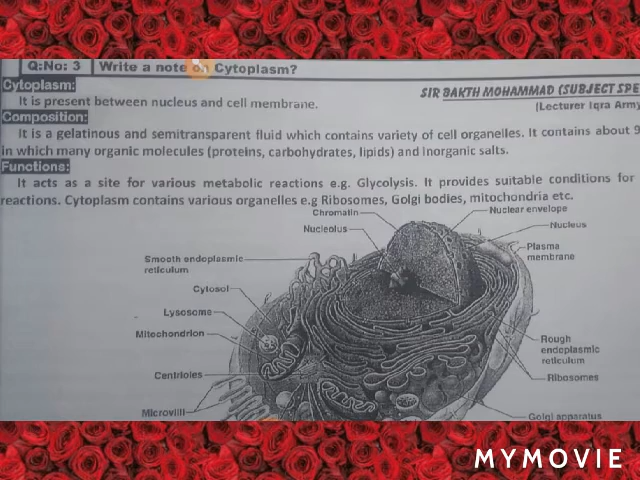 Q:No: 3 Write a note on Cytoplasm?
Cytoplasm:
SIR BAKTH MOHAMMAD (SUBJECT SPE
It is present between nucleus and cell membrane.
(Lecturer Iqra Army
Composition:
It is a gelatinous and semitransparent fluid which contains variety of cell organelles. It contains about 9
in which many organic molecules (proteins, carbohydrates, lipids) and inorganic salts.
Functions:
It acts as a site for various metabolic reactions e.g. Glycolysis. It provides suitable conditions for
reactions. Cytoplasm contains various organelles e.g Ribosomes, Golgi bodies, mitochondria etc.
Chromatin
Nuclear envelope
Nucleolus
Nucleus
Plasma
membrane
Smooth endoplasmic
reticulum
Cytosol
Lysosome
Mitochondrion
Rough
endoplasmic
reticulum
Centrioles
Ribosomes
Microvilli
Golgi apparatus
MYMOVIE